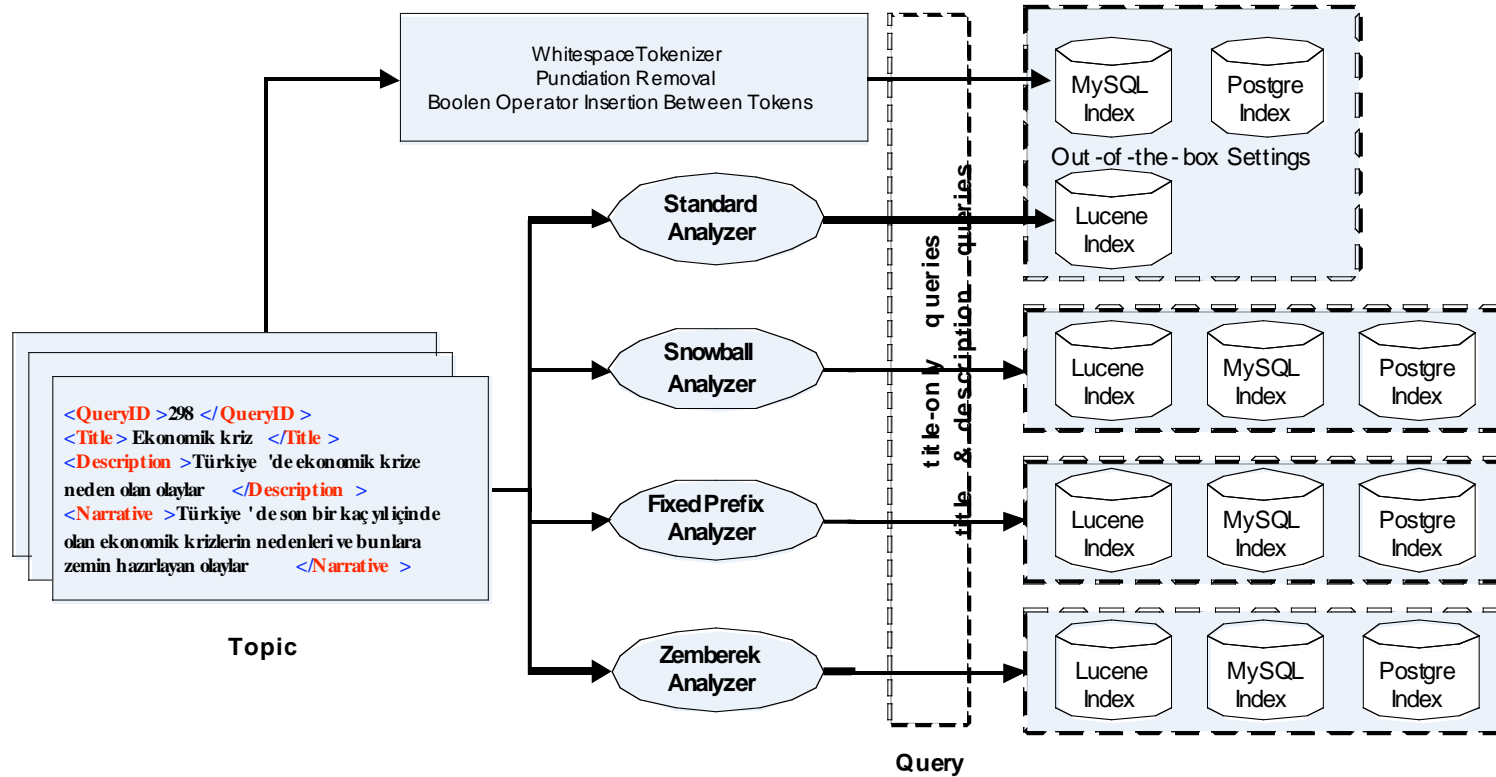 WhitespaceTokenizer
Punctiation Removal
Boolen Operator Insertion Between Tokens
MySQL
Index
Postgre
Index
Out-of-the-box Settings
Lucene
Index
Standard
Analyzer
Snowball
Analyzer
Lucene
Index
MySQL
Index
Postgre
Index
Fixed Prefix
Analyzer
Lucene
Index
MySQL
Index
Postgre
Index
Zemberek
Analyzer
Lucene
Index
MySQL
Index
Postgre
Index
title-only queries
title & description queries
Query
<QueryID >298 </QueryID >
<Title> Ekonomik kriz </Title >
<Description >Türkiye 'de ekonomik krize
neden olan olaylar </Description >
<Narrative >Türkiye 'de son bir kaç yıl içinde
olan ekonomik krizlerin nedenleri ve bunlara
zemin hazırlayan olaylar </Narrative >
Topic